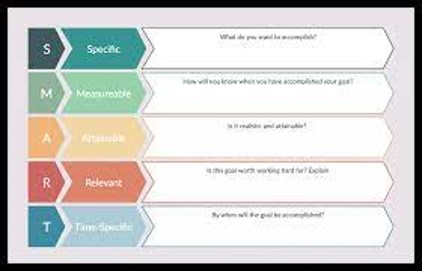 S Specific What do you want to accomplish?
M Measureable How will you know when you have accomplished your goal?
A Attainable Is it realistic and attainable?
R Relevant Is this goal worth working hard for? Explain
T Time-Specific By when will the goal be accomplished?